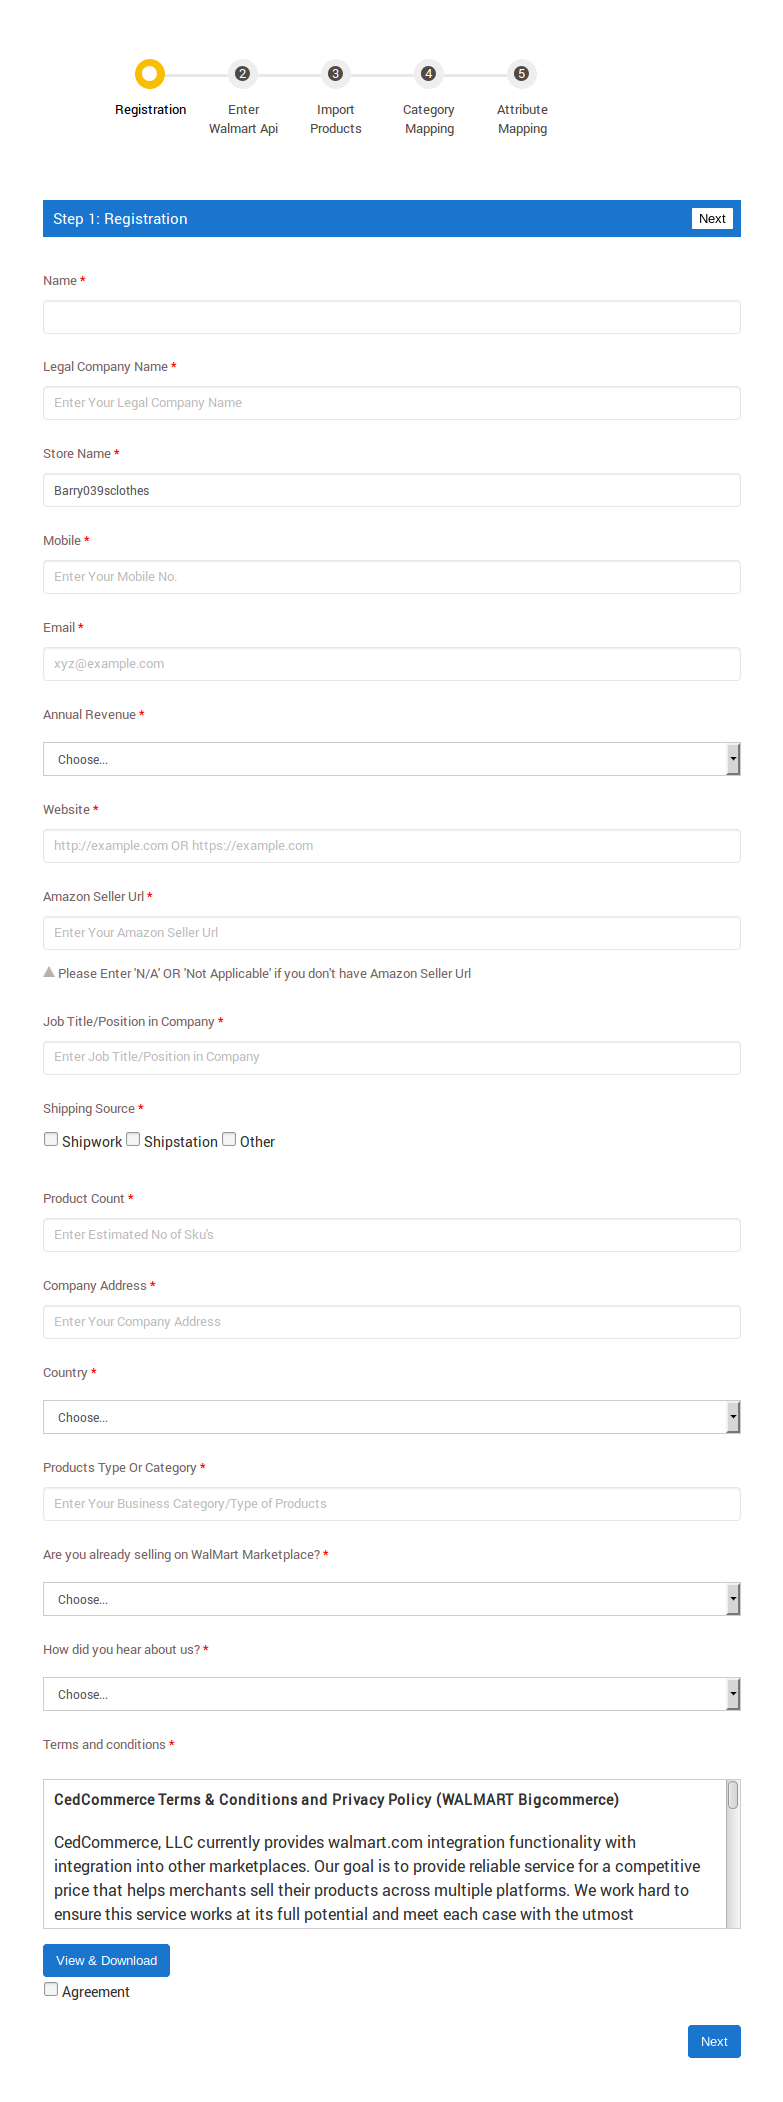 2 3 4 5
Registration Enter Import Category Attribute
Walmart Api Products Mapping Mapping
Step 1: Registration Next
Name *
Legal Company Name *
Enter Your Legal Company Name
Store Name *
Barry039sclothes
Mobile *
Enter Your Mobile No.
Email *
xyz@example.com
Annual Revenue *
Choose...
Website *
http://example.com OR https://example.com
Amazon Seller Url *
Enter Your Amazon Seller Url
Please Enter 'N/A' OR 'Not Applicable' if you don't have Amazon Seller Url
Job Title/Position in Company *
Enter Job Title/Position in Company
Shipping Source *
Shipwork Shipstation Other
Product Count *
Enter Estimated No of Sku's
Company Address *
Enter Your Company Address
Country *
Choose...
Products Type Or Category *
Enter Your Business Category/Type of Products
Are you already selling on WalMart Marketplace? *
Choose...
How did you hear about us? *
Choose...
Terms and conditions *
CedCommerce Terms & Conditions and Privacy Policy (WALMART Bigcommerce)
CedCommerce, LLC currently provides walmart.com integration functionality with
integration into other marketplaces. Our goal is to provide reliable service for a competitive
price that helps merchants sell their products across multiple platforms. We work hard to
ensure this service works at its full potential and meet each case with the utmost
View & Download
Agreement
Next